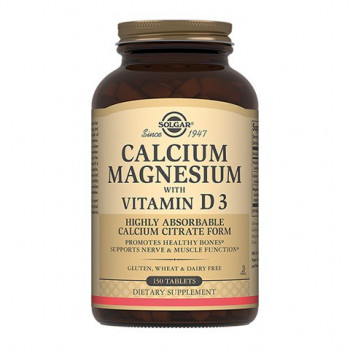 SOLGAR®
Since 1947
CALCIUM
MAGNESIUM
WITH
VITAMIN D3
HIGHLY ABSORBABLE
CALCIUM CITRATE FORM
PROMOTES HEALTHY BONES*
SUPPORTS NERVE & MUSCLE FUNCTION*
GLUTEN, WHEAT & DAIRY FREE
150 TABLETS
DIETARY SUPPLEMENT